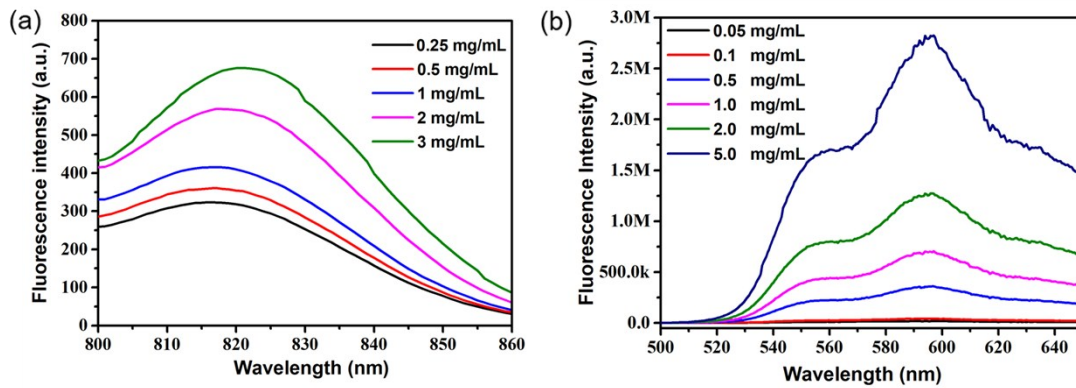 (a)
800
700
600
500
400
300
200
100
0
Fluorescence intensity (a.u.)
0.25 mg/mL
0.5 mg/mL
1 mg/mL
2 mg/mL
3 mg/mL
800 810 820 830 840 850 860
Wavelength (nm)
(b)
3.0M
2.5M
2.0M
1.5M
1.0M
500.0k
0.0
Fluorescence Intensity (a.u.)
0.05 mg/mL
0.1 mg/mL
0.5 mg/mL
1.0 mg/mL
2.0 mg/mL
5.0 mg/mL
500 520 540 560 580 600 620 640
Wavelength (nm)